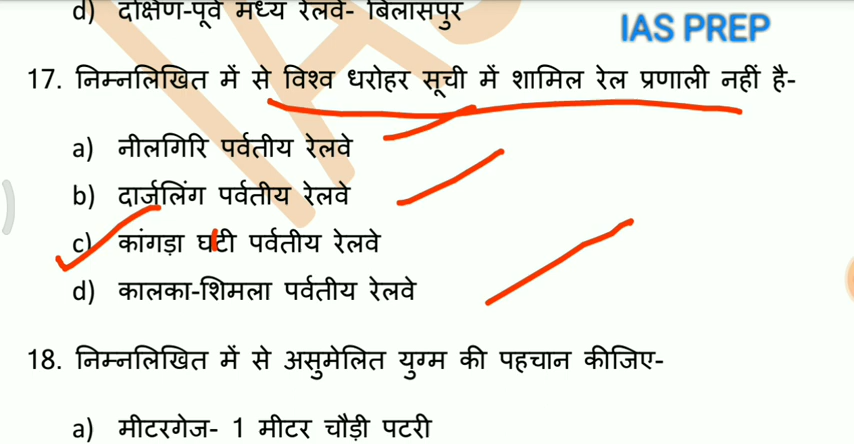 d) दक्षिण-पूर्व मध्य रेलवे- बिलासपुर
IAS PREP
17. निम्नलिखित में से विश्व धरोहर सूची में शामिल रेल प्रणाली नहीं है-
a) नीलगिरि पर्वतीय रेलवे
b) दार्जलिंग पर्वतीय रेलवे
c) कांगड़ा घाटी पर्वतीय रेलवे
d) कालका-शिमला पर्वतीय रेलवे
18. निम्नलिखित में से असुमेलित युग्म की पहचान कीजिए-
a) मीटरगेज- 1 मीटर चौड़ी पटरी